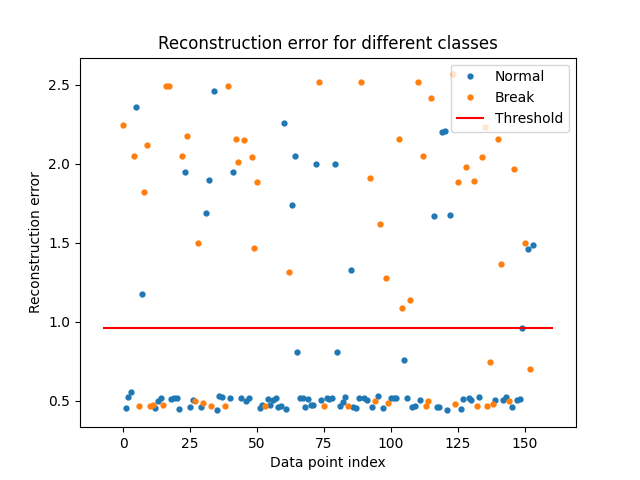 Reconstruction error for different classes
Normal
Break
Threshold
Reconstruction error
2.5
2.0
1.5
1.0
0.5
0 25 50 75 100 125 150
Data point index